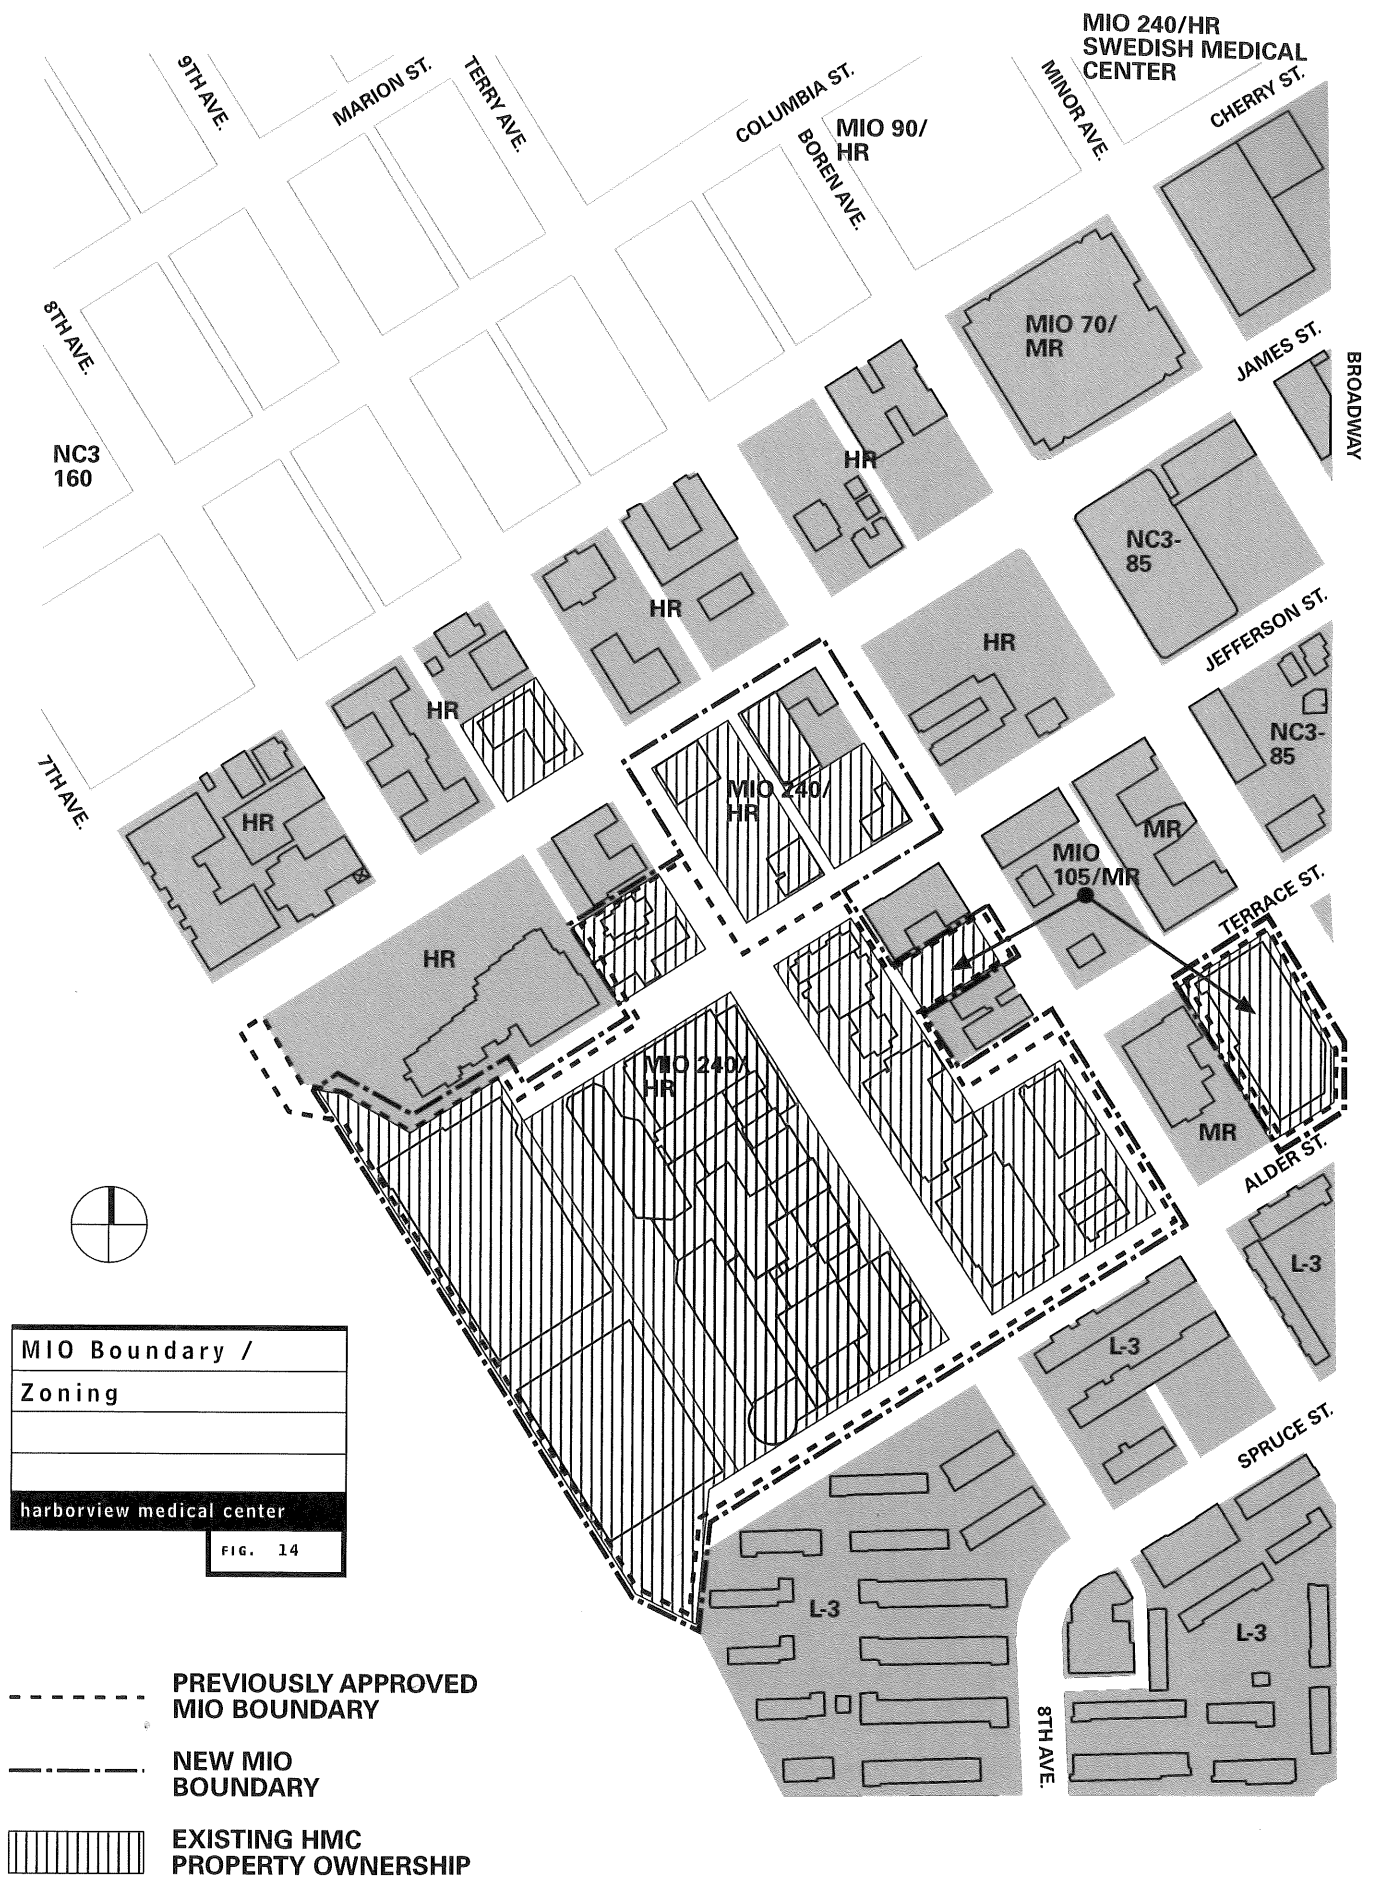 MIO 240/HR
SWEDISH MEDICAL
CENTER
9TH AVE.
MARION ST.
TERRY AVE.
COLUMBIA ST.
MINOR AVE.
CHERRY ST.
MIO 90/
HR
BOREN AVE.
8TH AVE.
MIO 70/
MR
JAMES ST.
BROADWAY
NC3
160
HR
NC3-
85
HR
HR
HR
JEFFERSON ST.
HR
NC3-
85
7TH AVE.
HR
MIO 240/
HR
MR
MIO
105/MR
TERRACE ST.
HR
MIO 240/
HR
MR
ALDER ST.
L-3
L-3
MIO Boundary /
Zoning
SPRUCE ST.
harborview medical center
FIG. 14
L-3
L-3
8TH AVE.
PREVIOUSLY APPROVED
MIO BOUNDARY
NEW MIO
BOUNDARY
EXISTING HMC
PROPERTY OWNERSHIP